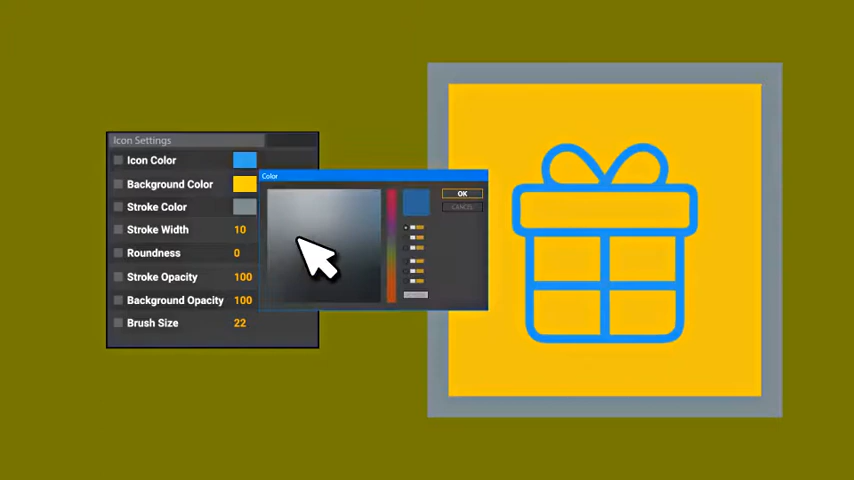 Icon Settings
Icon Color
Background Color
Stroke Color
Stroke Width 10
Roundness 0
Stroke Opacity 100
Background Opacity 100
Brush Size 22
Color
OK
CANCEL